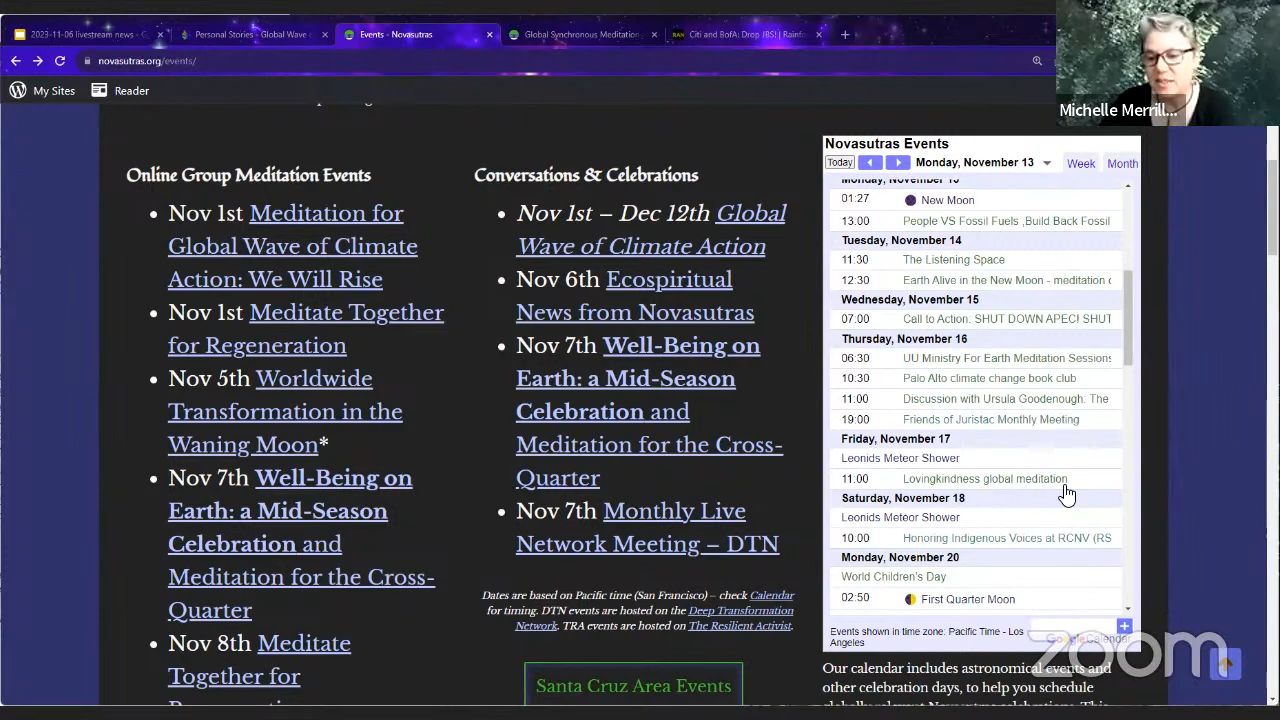 2023-11-06 livestream news - G
Personal Stories - Global Wave o
Events - Novasutras
Global Synchronous Meditation
RAN Citi and BofA: Drop JBS! | Rainfo
novasutras.org/events/
My Sites
Reader
Michelle Merrill...
Online Group Meditation Events
Nov 1st Meditation for
Global Wave of Climate
Action: We Will Rise
Nov 1st Meditate Together
for Regeneration
Nov 5th Worldwide
Transformation in the
Waning Moon*
Nov 7th Well-Being on
Earth: a Mid-Season
Celebration and
Meditation for the Cross-
Quarter
Nov 8th Meditate
Together for
Conversations & Celebrations
Nov 1st – Dec 12th Global
Wave of Climate Action
Nov 6th Ecospiritual
News from Novasutras
Nov 7th Well-Being on
Earth: a Mid-Season
Celebration and
Meditation for the Cross-
Quarter
Nov 7th Monthly Live
Network Meeting – DTN
Dates are based on Pacific time (San Francisco) – check Calendar
for timing. DTN events are hosted on the Deep Transformation
Network. TRA events are hosted on The Resilient Activist.
Santa Cruz Area Events
Novasutras Events
Today Monday, November 13 Week Month
Monday, November 13
01:27 New Moon
13:00 People VS Fossil Fuels ,Build Back Fossil
Tuesday, November 14
11:30 The Listening Space
12:30 Earth Alive in the New Moon - meditation
Wednesday, November 15
07:00 Call to Action: SHUT DOWN APEC! SHUT
Thursday, November 16
06:30 UU Ministry For Earth Meditation Sessions
10:30 Palo Alto climate change book club
11:00 Discussion with Ursula Goodenough: The
19:00 Friends of Juristac Monthly Meeting
Friday, November 17
Leonids Meteor Shower
11:00 Lovingkindness global meditation
Saturday, November 18
Leonids Meteor Shower
10:00 Honoring Indigenous Voices at RCNV (RS
Monday, November 20
World Children's Day
02:50 First Quarter Moon
Events shown in time zone: Pacific Time - Los
Angeles
Google Calendar
zoom
Our calendar includes astronomical events and
other celebration days, to help you schedule